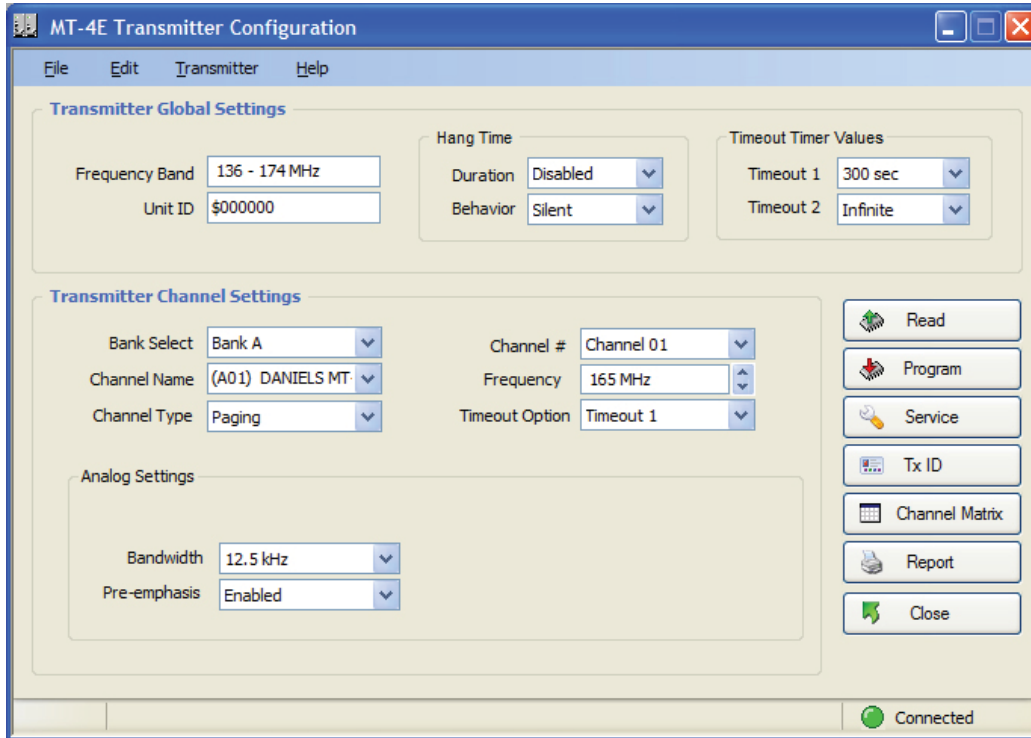 MT-4E Transmitter Configuration
File Edit Transmitter Help
Transmitter Global Settings
Frequency Band 136 - 174 MHz
Unit ID $000000
Hang Time
Duration Disabled
Behavior Silent
Timeout Timer Values
Timeout 1 300 sec
Timeout 2 Infinite
Transmitter Channel Settings
Bank Select Bank A
Channel Name (A01) DANIELS MT-
Channel Type Paging
Channel # Channel 01
Frequency 165 MHz
Timeout Option Timeout 1
Analog Settings
Bandwidth 12.5 kHz
Pre-emphasis Enabled
Read
Program
Service
Tx ID
Channel Matrix
Report
Close
Connected